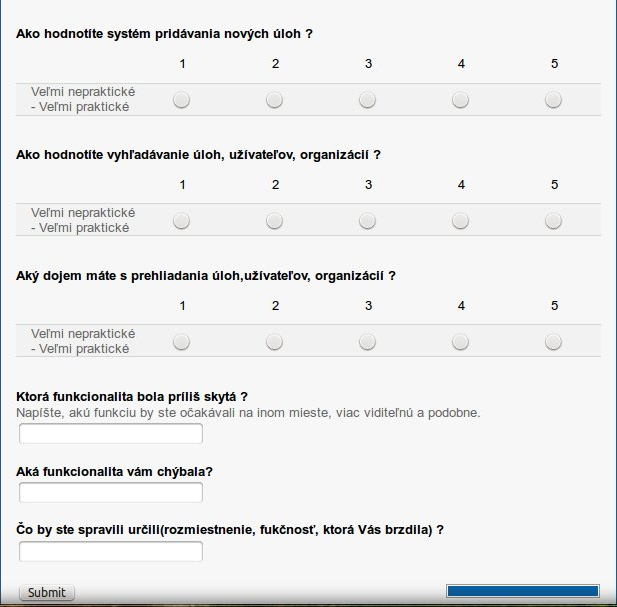 Ako hodnotíte systém pridávania nových úloh ?
1 2 3 4 5
Veľmi nepraktické
- Veľmi praktické
Ako hodnotíte vyhľadávanie úloh, užívateľov, organizácií ?
1 2 3 4 5
Veľmi nepraktické
- Veľmi praktické
Aký dojem máte s prehliadania úloh,užívateľov, organizácií ?
1 2 3 4 5
Veľmi nepraktické
- Veľmi praktické
Ktorá funkcionalita bola príliš skytá ?
Napíšte, akú funkciu by ste očakávali na inom mieste, viac viditeľnú a podobne.
Aká funkcionalita vám chýbala?
Čo by ste spravili určili(rozmiestnenie, fukčnosť, ktorá Vás brzdila) ?
Submit